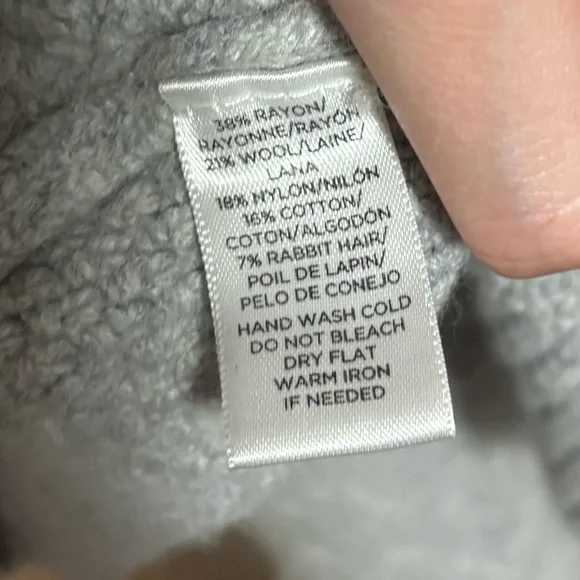 38% RAYON/
RAYONNE/RAYÓN
21% WOOL/LAINE/
LANA
18% NYLON/NILÓN
16% COTTON/
COTON/ALGODÓN
7% RABBIT HAIR/
POIL DE LAPIN/
PELO DE CONEJO
HAND WASH COLD
DO NOT BLEACH
DRY FLAT
WARM IRON
IF NEEDED